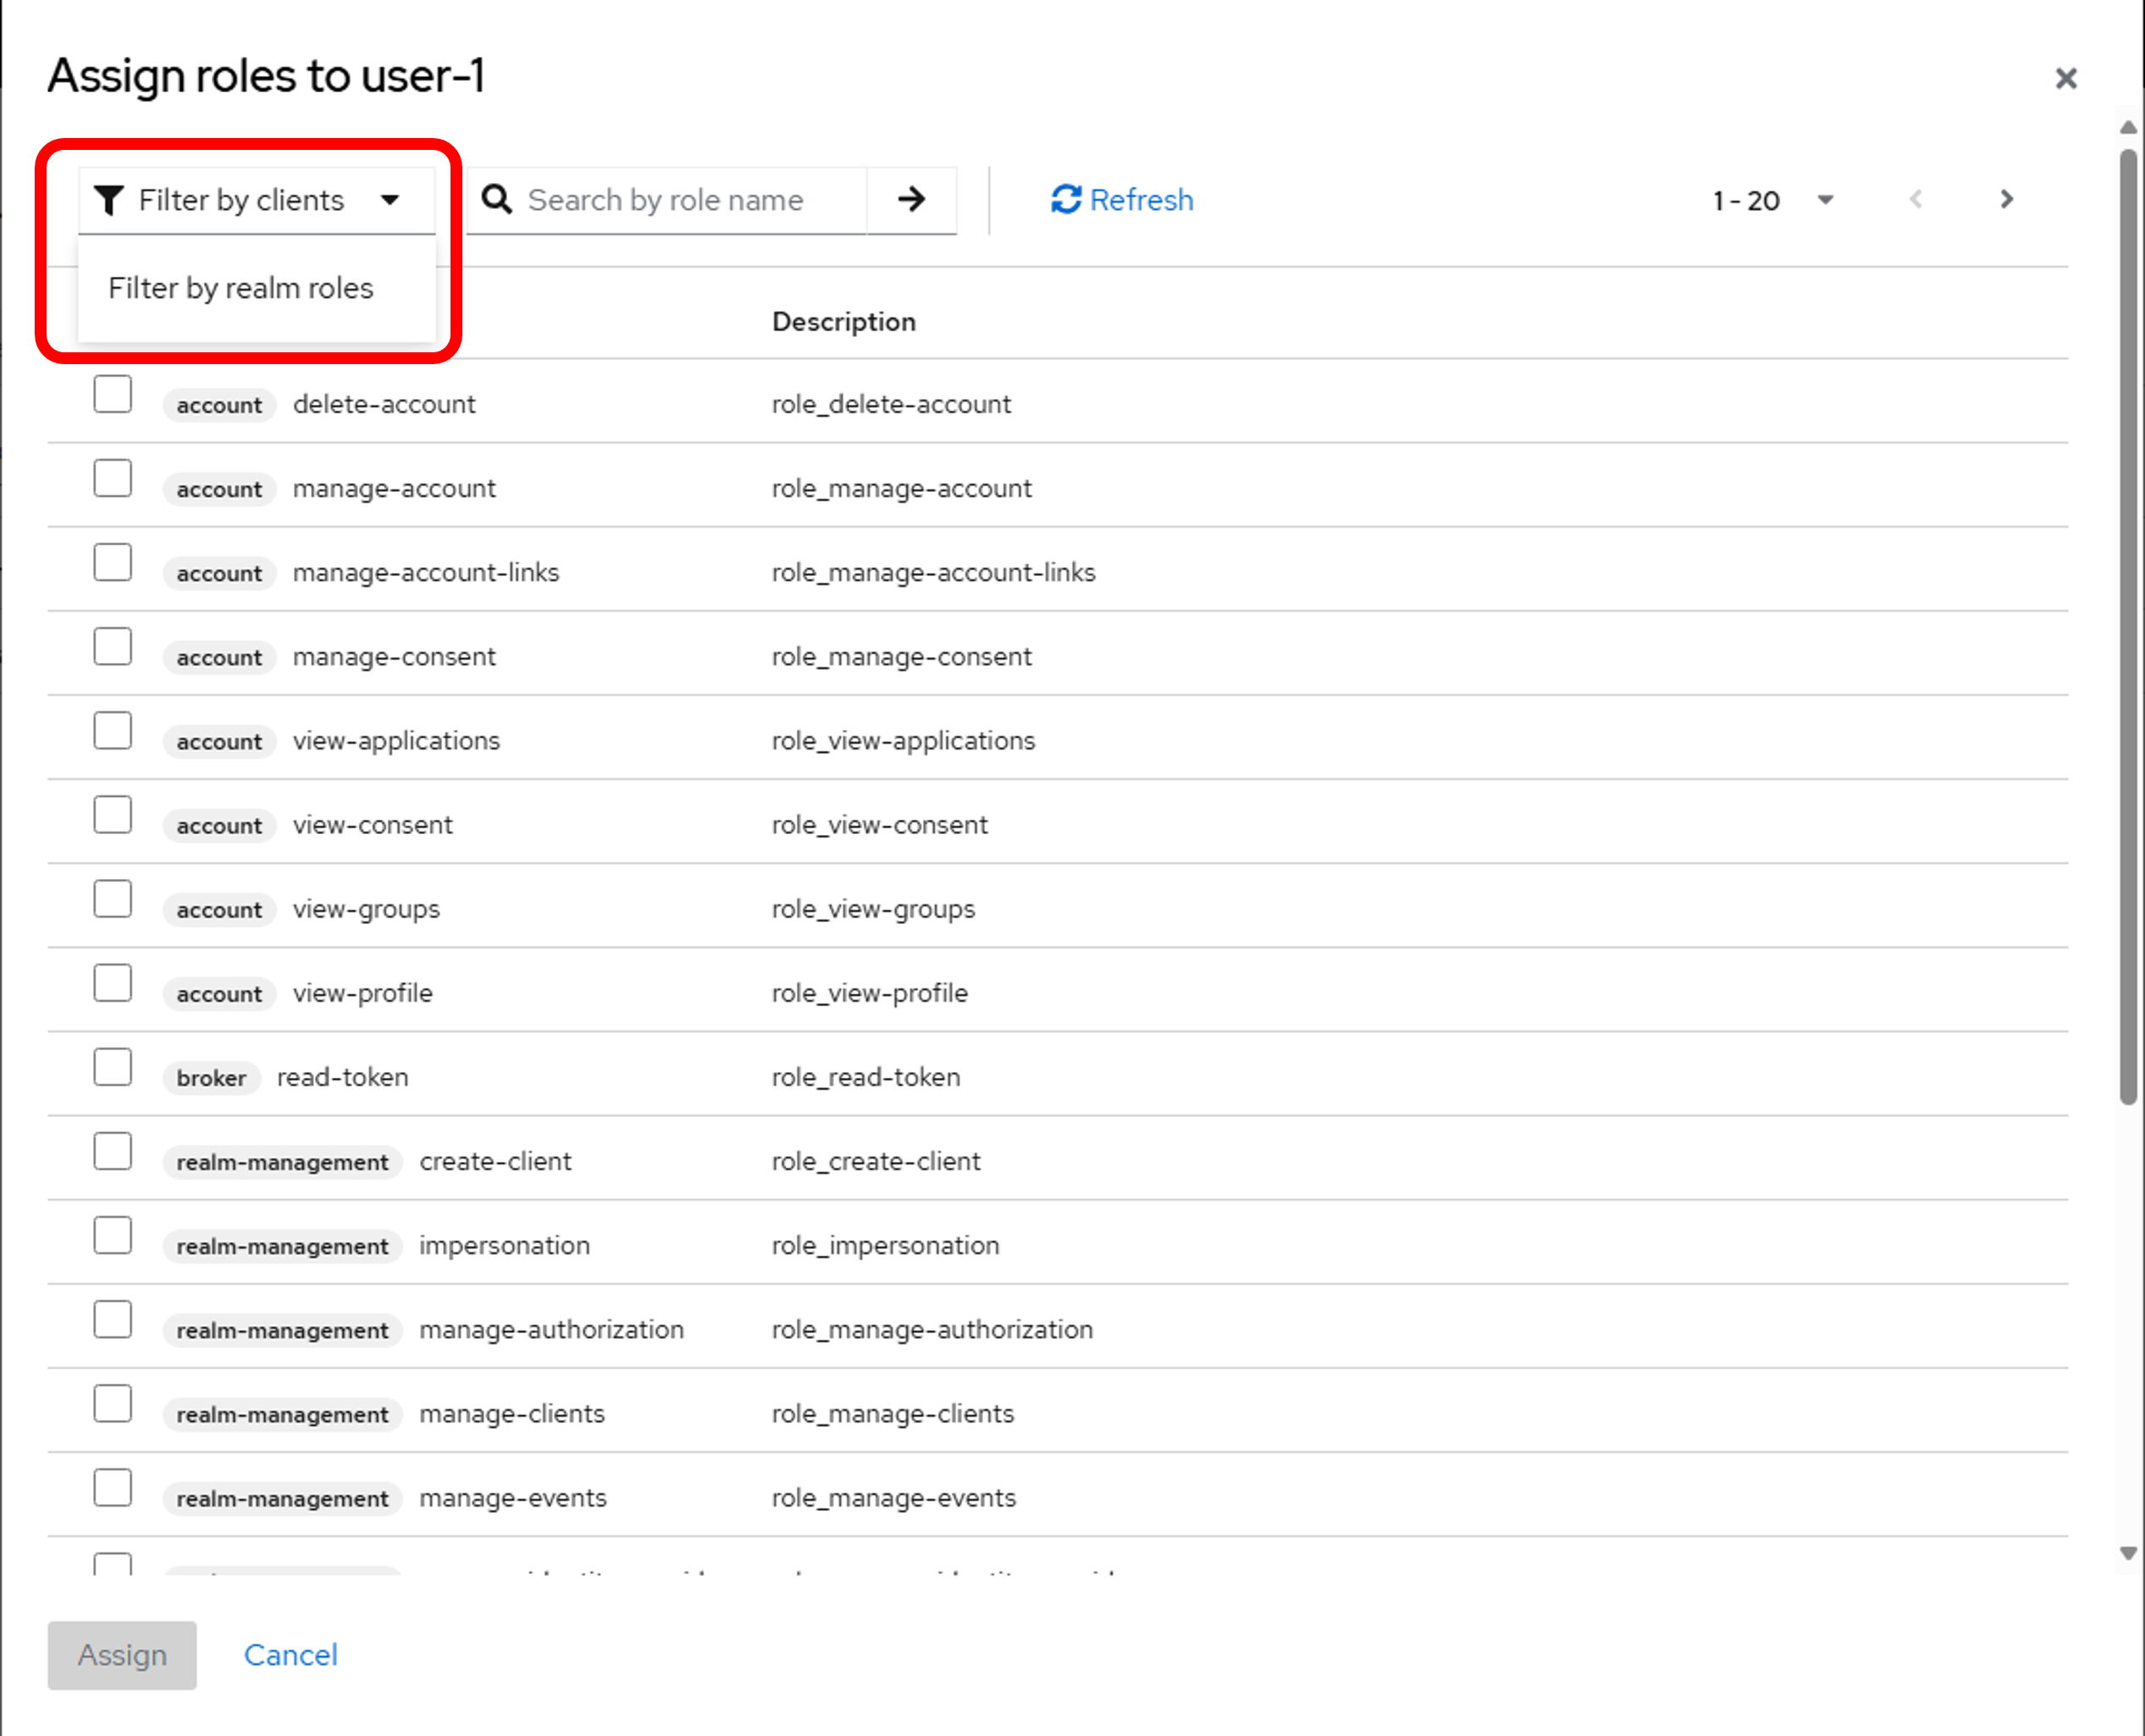 Assign roles to user-1
Filter by clients Search by role name Refresh 1 - 20
Filter by realm roles
Description
account delete-account role_delete-account
account manage-account role_manage-account
account manage-account-links role_manage-account-links
account manage-consent role_manage-consent
account view-applications role_view-applications
account view-consent role_view-consent
account view-groups role_view-groups
account view-profile role_view-profile
broker read-token role_read-token
realm-management create-client role_create-client
realm-management impersonation role_impersonation
realm-management manage-authorization role_manage-authorization
realm-management manage-clients role_manage-clients
realm-management manage-events role_manage-events
Assign Cancel